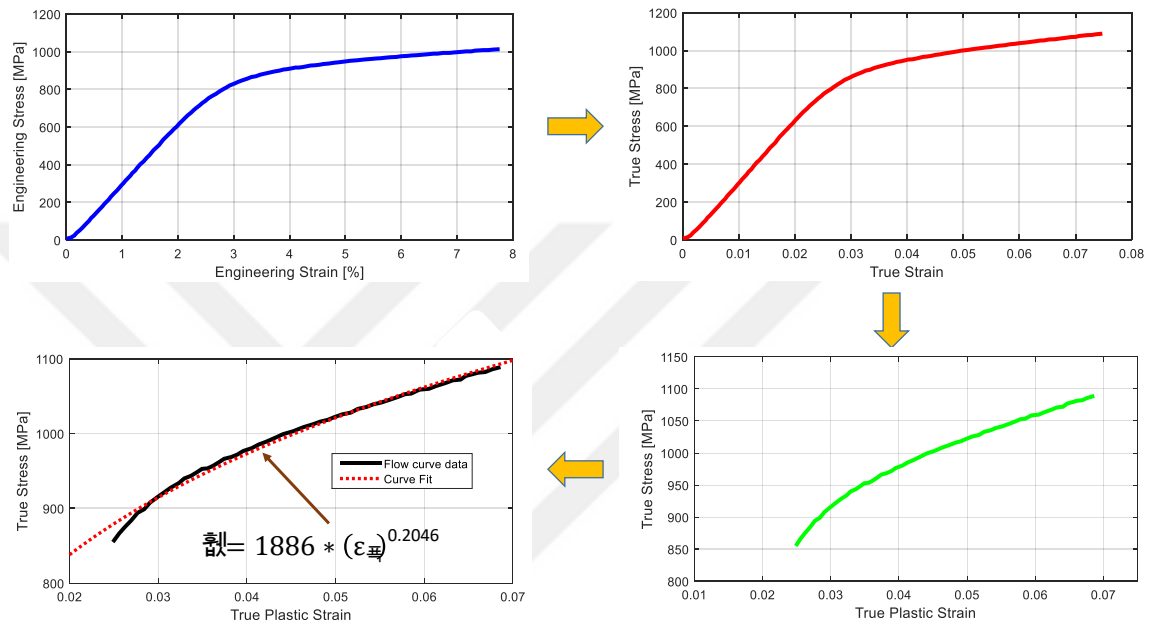 1200
1000
800
600
400
200
0
0 1 2 3 4 5 6 7 8
Engineering Stress [MPa]
Engineering Strain [%]
1200
1000
800
600
400
200
0
0 0.01 0.02 0.03 0.04 0.05 0.06 0.07 0.08
True Stress [MPa]
True Strain
1100
1000
900
800
0.02 0.03 0.04 0.05 0.06 0.07
True Stress [MPa]
True Plastic Strain
Flow curve data
Curve Fit
= 1886 * (ε)^0.2046
1150
1100
1050
1000
950
900
850
800
0.01 0.02 0.03 0.04 0.05 0.06 0.07
True Stress [MPa]
True Plastic Strain